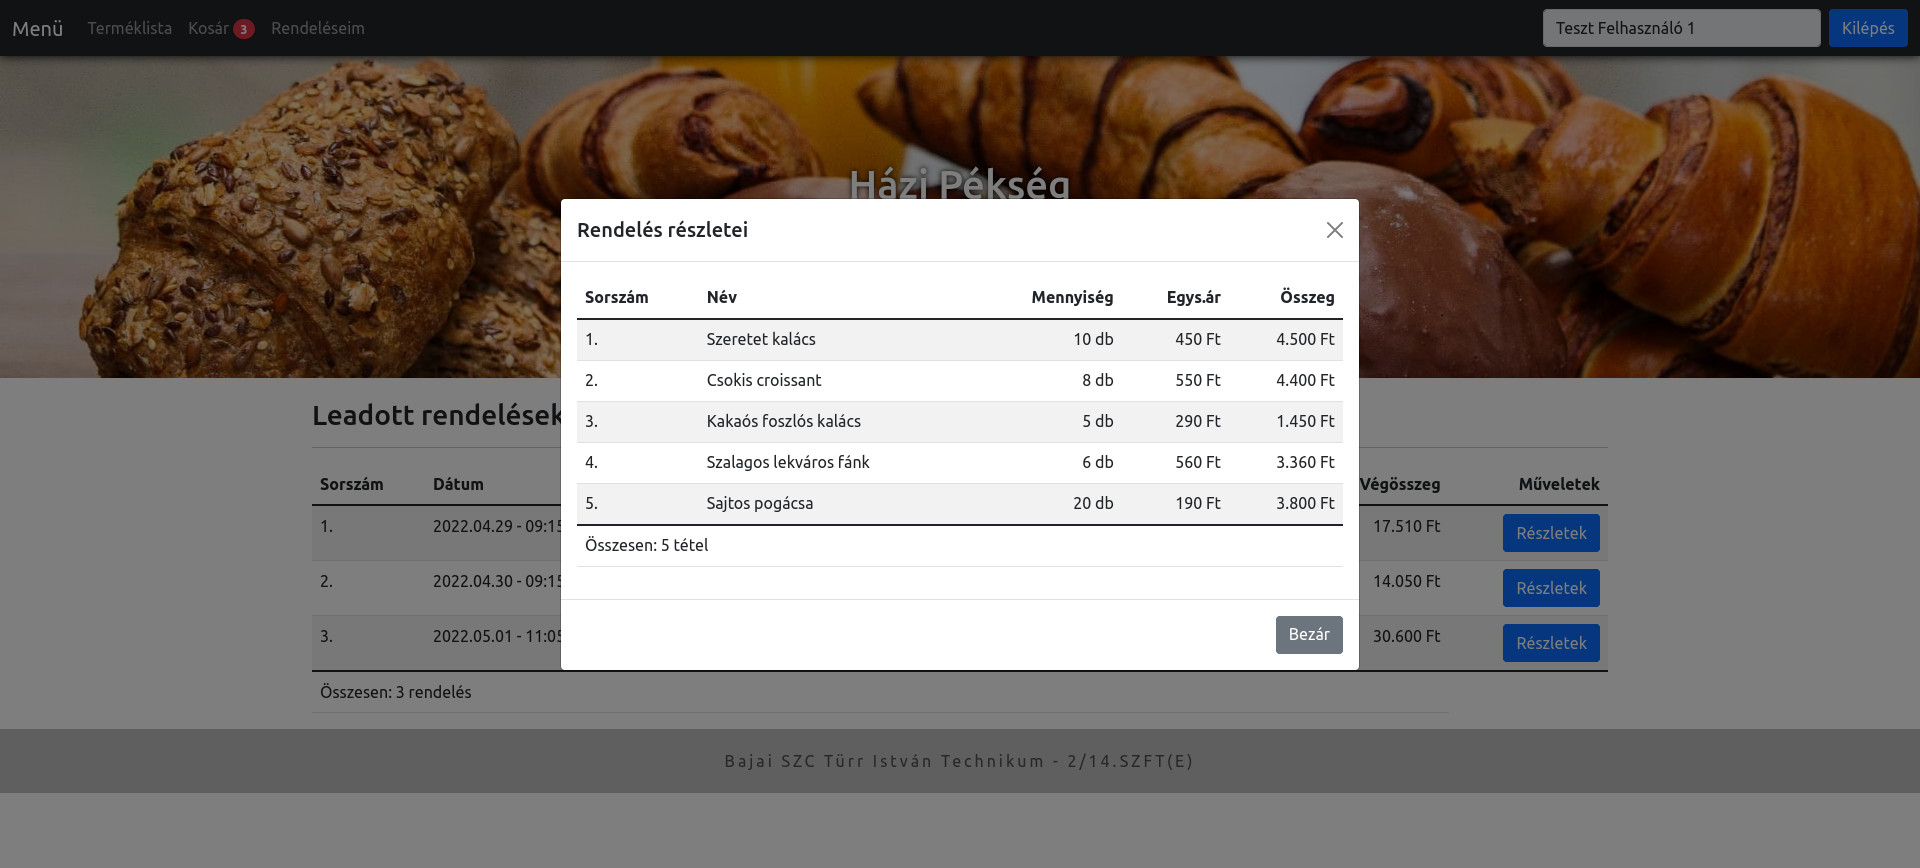 Menü Terméklista Kosár 3 Rendeléseim Teszt Felhasználó 1 Kilépés
Házi Pékség
Rendelés részletei
Sorszám Név Mennyiség Egys.ár Összeg
1. Szeretet kalács 10 db 450 Ft 4.500 Ft
2. Csokis croissant 8 db 550 Ft 4.400 Ft
3. Kakaós foszlós kalács 5 db 290 Ft 1.450 Ft
4. Szalagos lekváros fánk 6 db 560 Ft 3.360 Ft
5. Sajtos pogácsa 20 db 190 Ft 3.800 Ft
Összesen: 5 tétel
Bezár
Leadott rendelések
Sorszám Dátum Végösszeg Műveletek
1. 2022.04.29 - 09:15 17.510 Ft Részletek
2. 2022.04.30 - 09:15 14.050 Ft Részletek
3. 2022.05.01 - 11:05 30.600 Ft Részletek
Összesen: 3 rendelés
Bajai SZC Türr István Technikum - 2/14.SZFT(E)